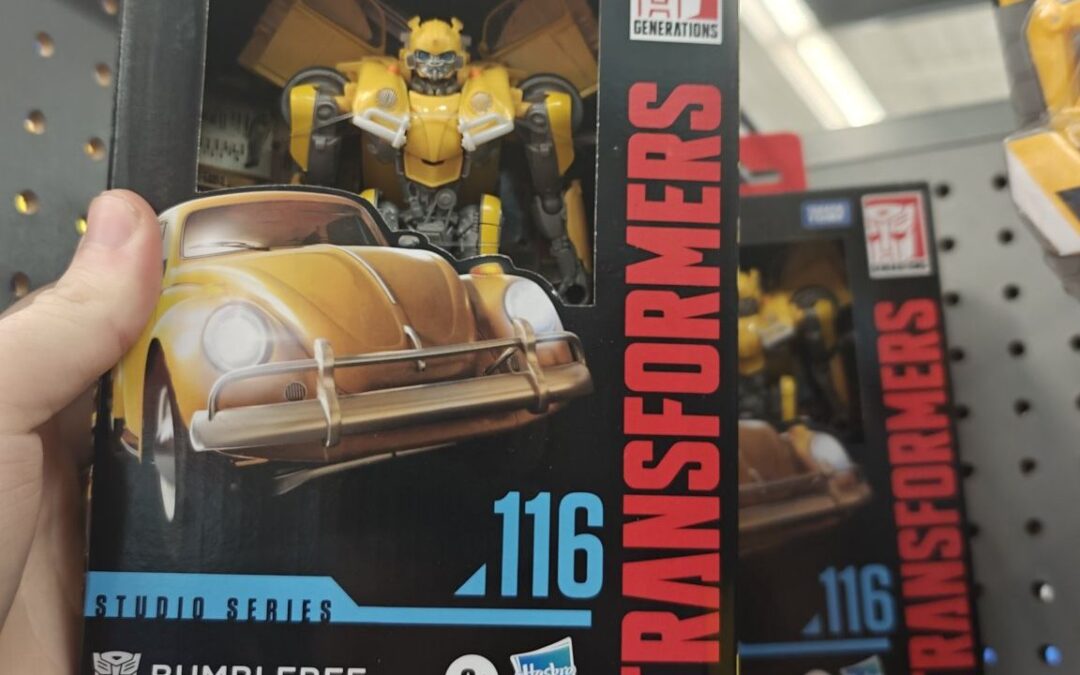 GENERATIONS
TRANSFORMERS
116
STUDIO SERIES
BUMBLEBEE
Hasbro
TRANSFORMERS
116